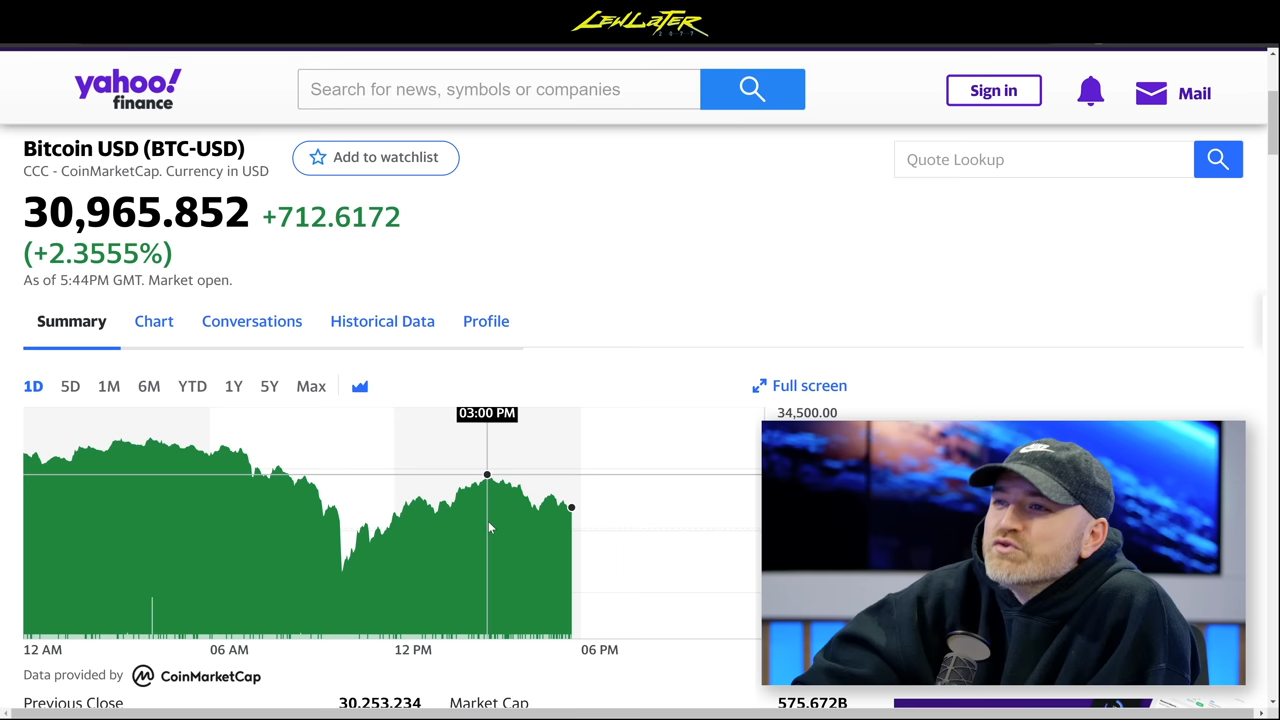 LEWLATER
2077
yahoo!
finance
Search for news, symbols or companies
Sign in
Mail
Bitcoin USD (BTC-USD)
Add to watchlist
CCC - CoinMarketCap. Currency in USD
Quote Lookup
30,965.852 +712.6172
(+2.3555%)
As of 5:44PM GMT. Market open.
Summary Chart Conversations Historical Data Profile
1D 5D 1M 6M YTD 1Y 5Y Max
Full screen
03:00 PM
34,500.00
12 AM 06 AM 12 PM 06 PM
Data provided by CoinMarketCap
Previous Close 30,253.234 Market Cap 575.672B